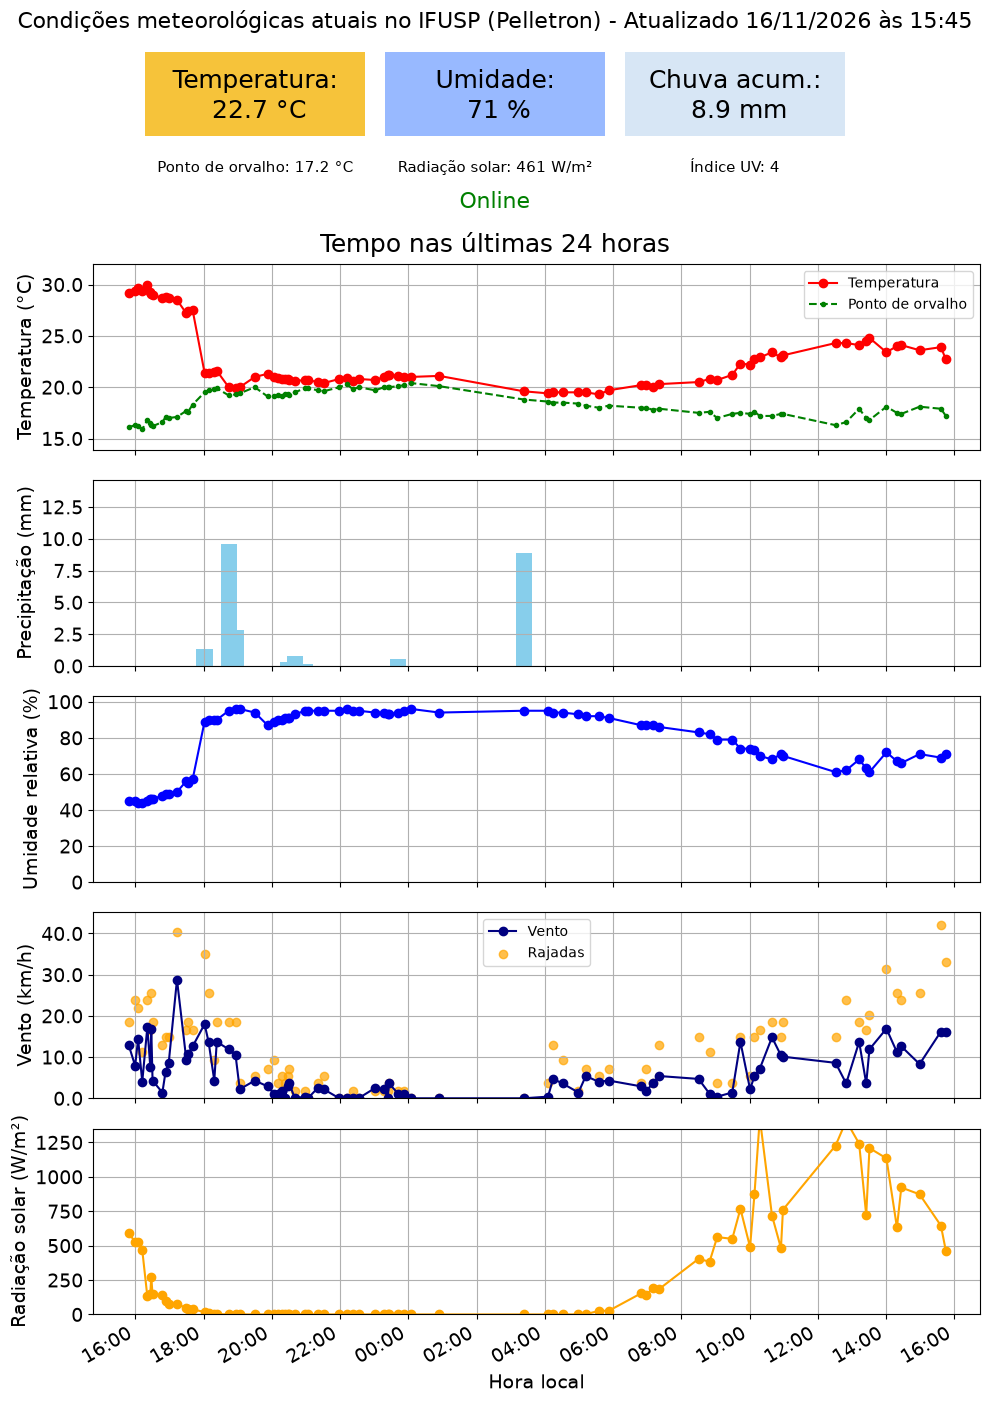 Condições meteorológicas atuais no IFUSP (Pelletron) - Atualizado 16/11/2026 às 15:45
Temperatura:
22.7 °C
Umidade:
71 %
Chuva acum.:
8.9 mm
Ponto de orvalho: 17.2 °C
Radiação solar: 461 W/m²
Índice UV: 4
Online
Tempo nas últimas 24 horas
Temperatura (°C)
30.0
25.0
20.0
15.0
Temperatura
Ponto de orvalho
Precipitação (mm)
12.5
10.0
7.5
5.0
2.5
0.0
Umidade relativa (%)
100
80
60
40
20
0
Vento (km/h)
40.0
30.0
20.0
10.0
0.0
Vento
Rajadas
Radiação solar (W/m²)
1250
1000
750
500
250
0
16:00
18:00
20:00
22:00
00:00
02:00
04:00
06:00
08:00
10:00
12:00
14:00
16:00
Hora local